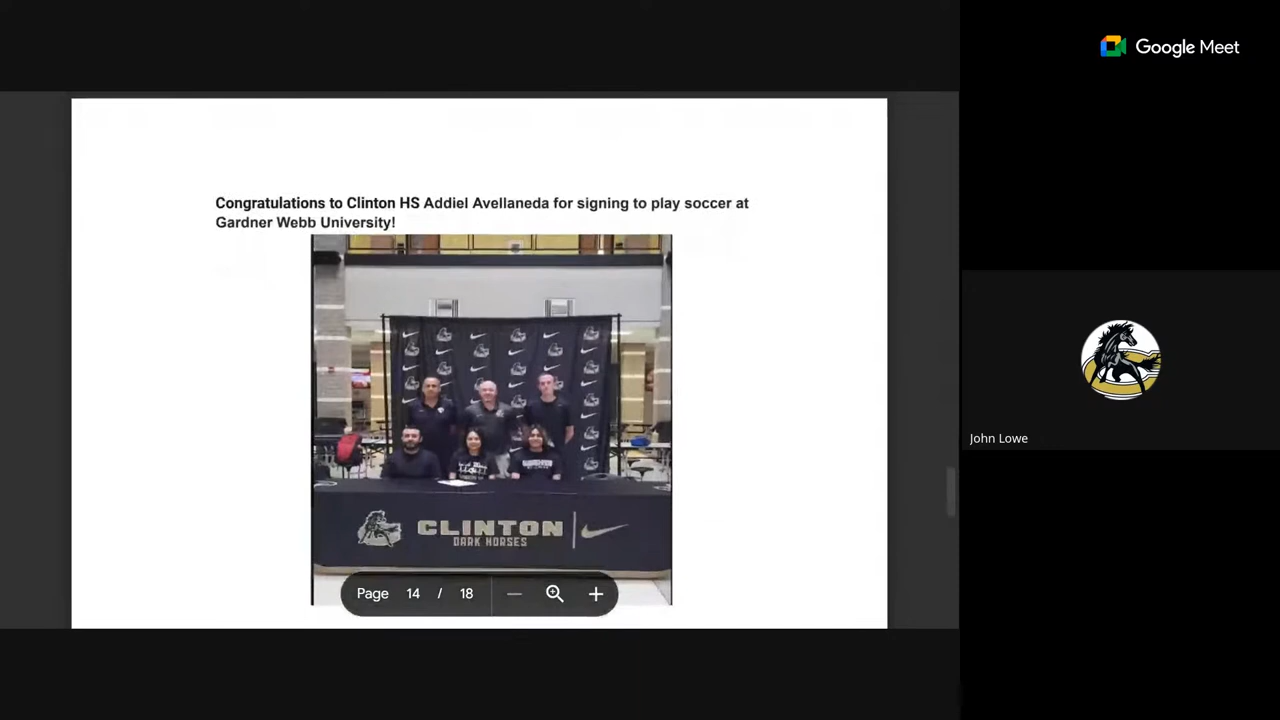 Google Meet
Congratulations to Clinton HS Addiel Avellaneda for signing to play soccer at
Gardner Webb University!
CLINTON
DARK HORSES
Page 14 / 18
John Lowe